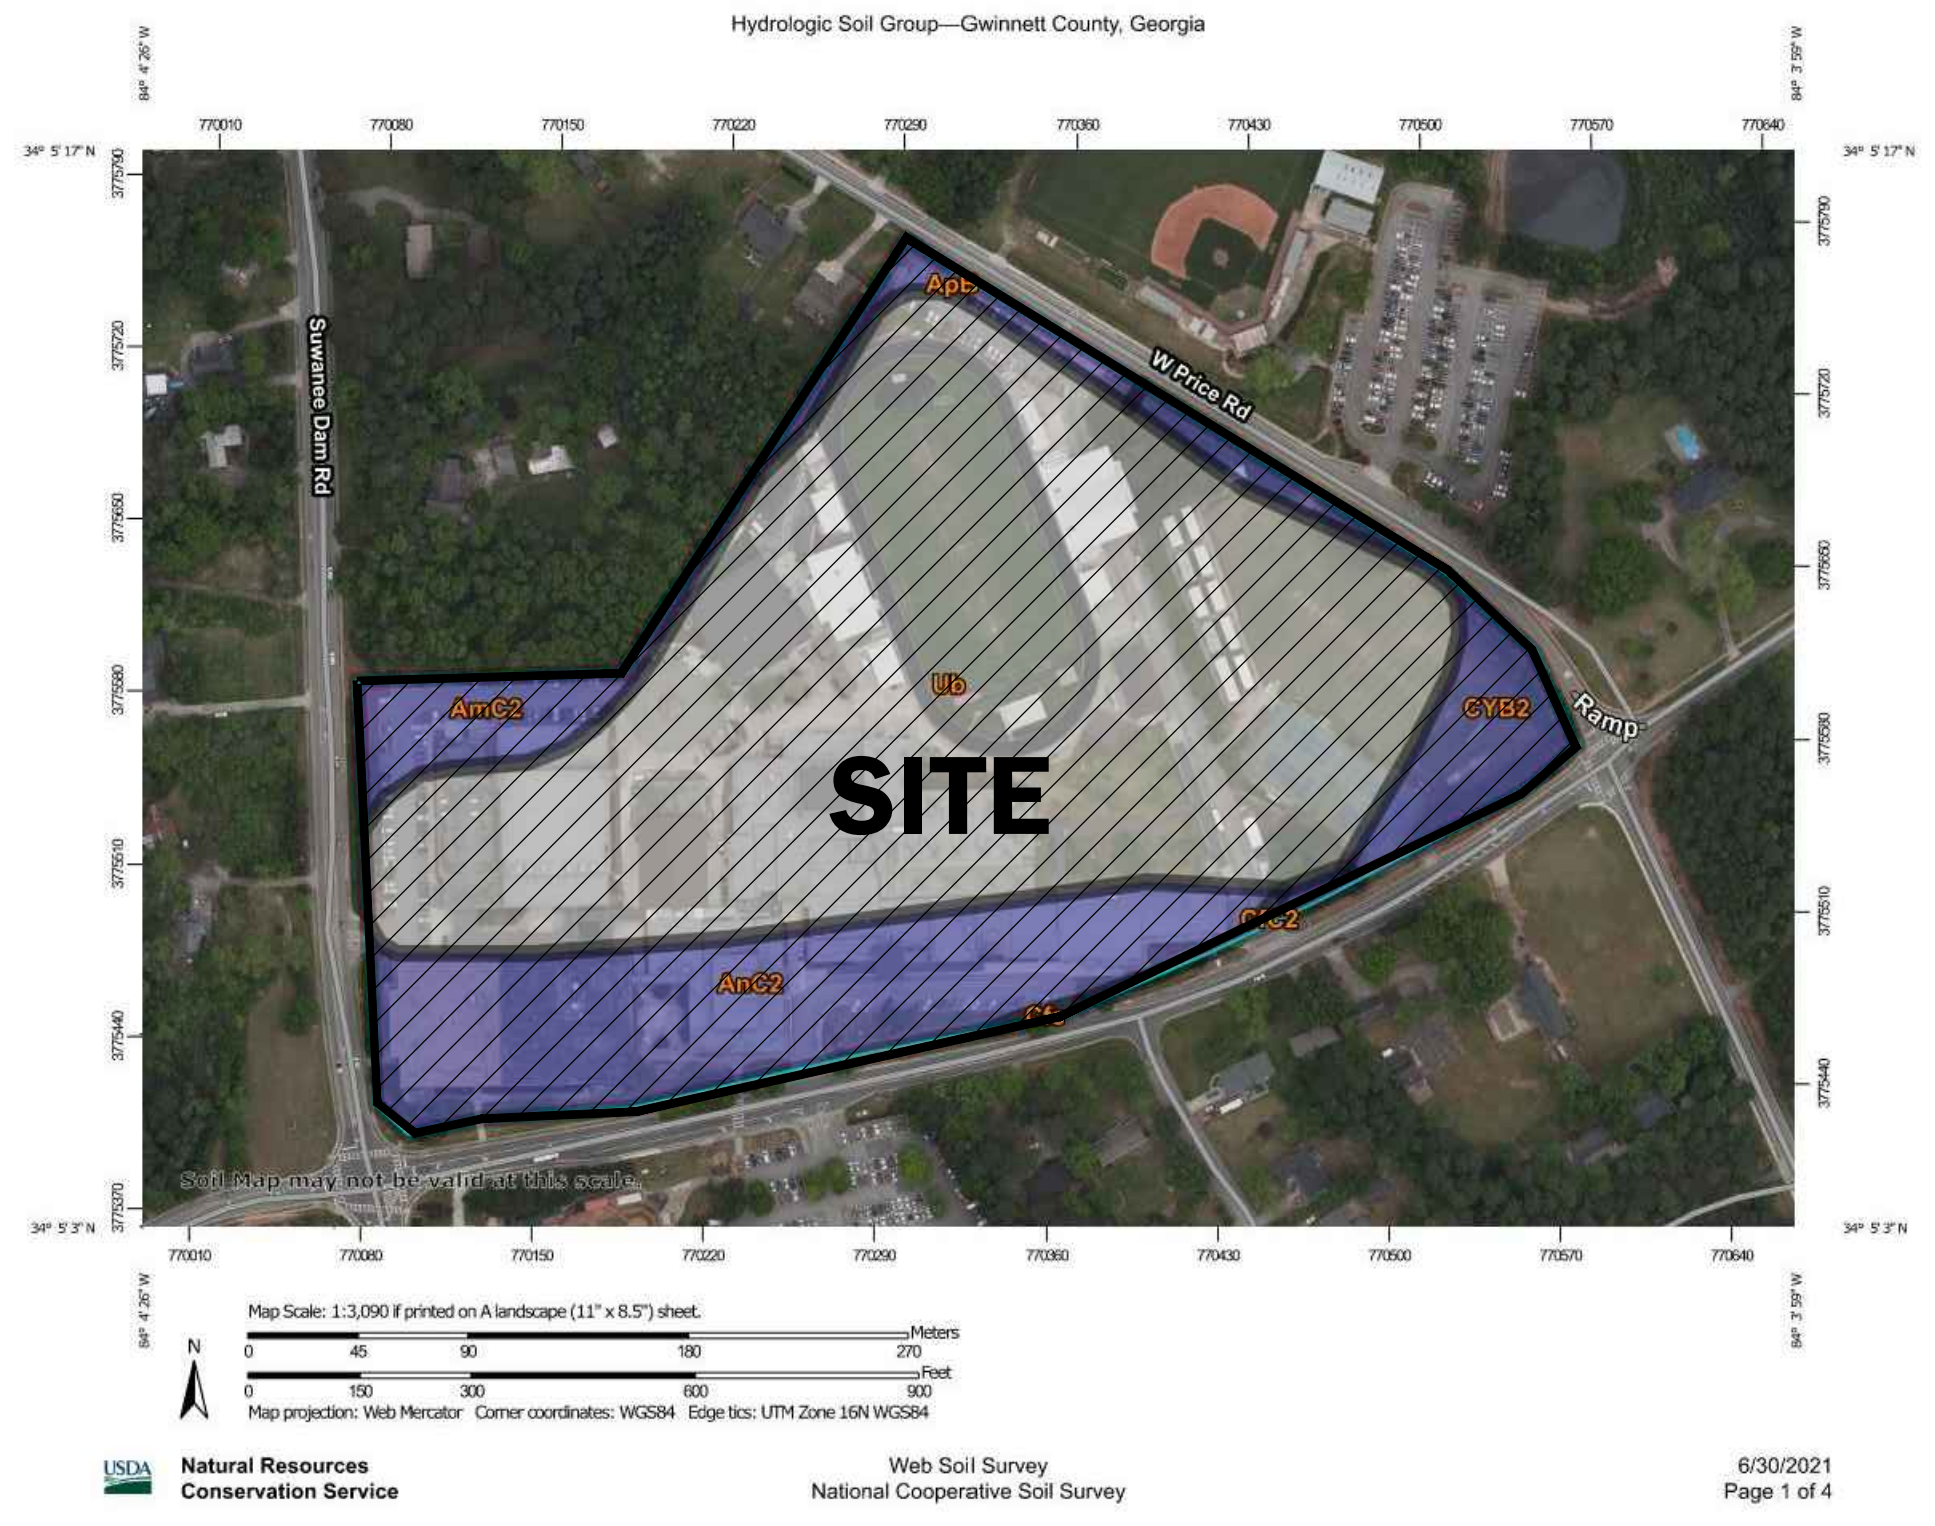 Hydrologic Soil Group—Gwinnett County, Georgia
84° 4' 26" W
84° 3' 59" W
770010 770080 770150 770220 770290 770360 770430 770500 770570 770640
34° 5' 17" N
34° 5' 17" N
3775790
3775720
3775650
3775580
3775510
3775440
3775370
3775790
3775720
3775650
3775580
3775510
3775440
Suwanee Dam Rd
W Price Rd
Ramp
AmC2
Ub
CYB2
SITE
AnC2
Soil Map may not be valid at this scale.
34° 5' 3" N
34° 5' 3" N
770010 770080 770150 770220 770290 770360 770430 770500 770570 770640
84° 4' 26" W
84° 3' 59" W
Map Scale: 1:3,090 if printed on A landscape (11" x 8.5") sheet.
Meters
0 45 90 180 270
Feet
0 150 300 600 900
N
Map projection: Web Mercator Corner coordinates: WGS84 Edge tics: UTM Zone 16N WGS84
USDA
Natural Resources
Conservation Service
Web Soil Survey
National Cooperative Soil Survey
6/30/2021
Page 1 of 4